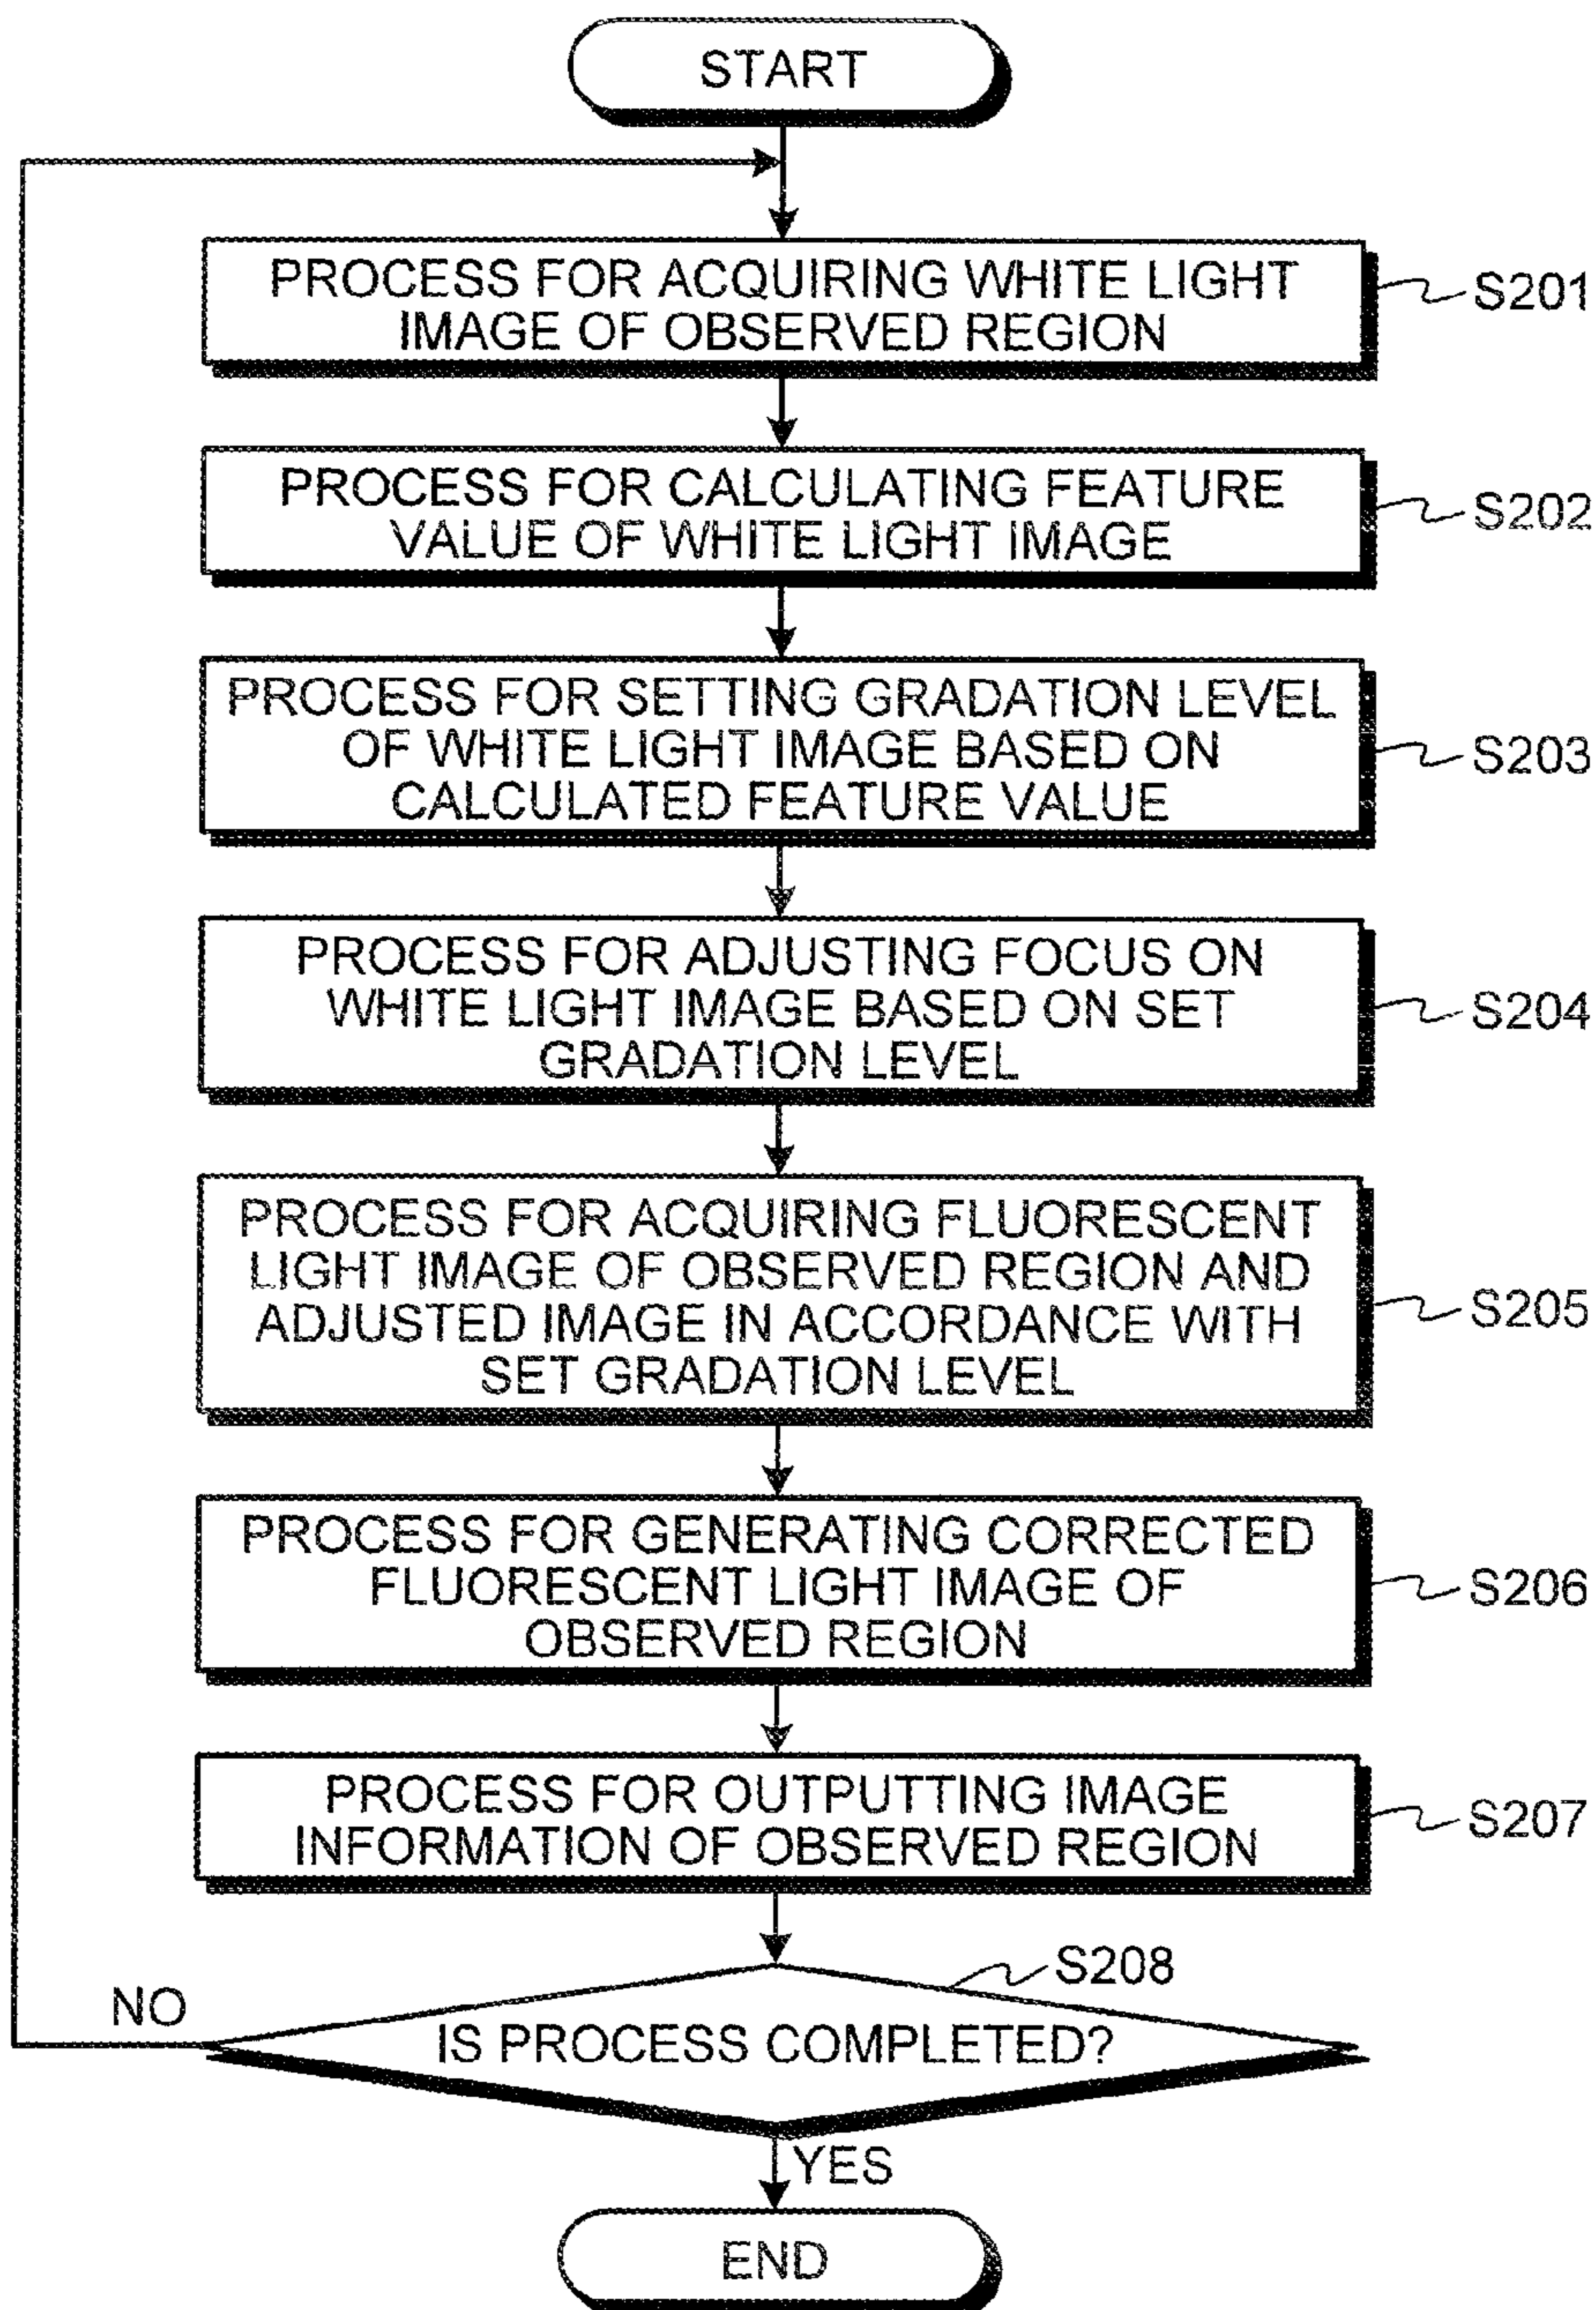 START
PROCESS FOR ACQUIRING WHITE LIGHT
IMAGE OF OBSERVED REGION
S201
PROCESS FOR CALCULATING FEATURE
VALUE OF WHITE LIGHT IMAGE
S202
PROCESS FOR SETTING GRADATION LEVEL
OF WHITE LIGHT IMAGE BASED ON
CALCULATED FEATURE VALUE
S203
PROCESS FOR ADJUSTING FOCUS ON
WHITE LIGHT IMAGE BASED ON SET
GRADATION LEVEL
S204
PROCESS FOR ACQUIRING FLUORESCENT
LIGHT IMAGE OF OBSERVED REGION AND
ADJUSTED IMAGE IN ACCORDANCE WITH
SET GRADATION LEVEL
S205
PROCESS FOR GENERATING CORRECTED
FLUORESCENT LIGHT IMAGE OF
OBSERVED REGION
S206
PROCESS FOR OUTPUTTING IMAGE
INFORMATION OF OBSERVED REGION
S207
S208
NO
IS PROCESS COMPLETED?
YES
END